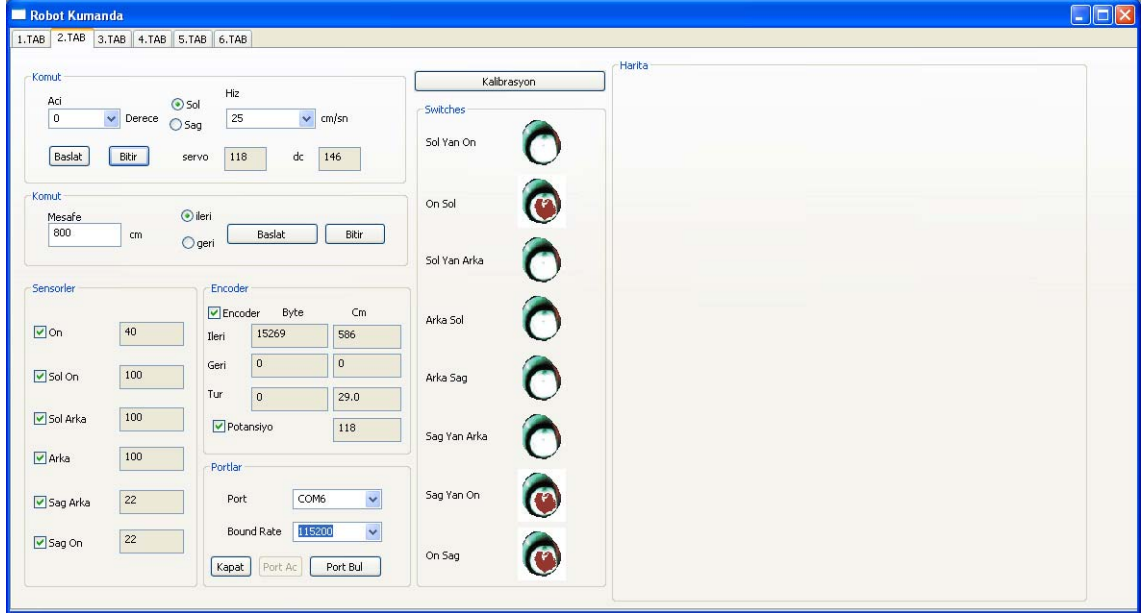 Robot Kumanda
1.TAB 2.TAB 3.TAB 4.TAB 5.TAB 6.TAB
Komut
Aci
0 Derece
Sol
Sag
Hiz
25 cm/sn
Baslat Bitir servo 118 dc 146
Komut
Mesafe
800 cm
ileri
geri
Baslat Bitir
Sensorler
On 40
Sol On 100
Sol Arka 100
Arka 100
Sag Arka 22
Sag On 22
Encoder
Encoder Byte Cm
Ileri 15269 586
Geri 0 0
Tur 0 29.0
Potansiyo 118
Portlar
Port COM6
Bound Rate 115200
Kapat Port Ac Port Bul
Kalibrasyon
Switches
Sol Yan On
On Sol
Sol Yan Arka
Arka Sol
Arka Sag
Sag Yan Arka
Sag Yan On
On Sag
Harita